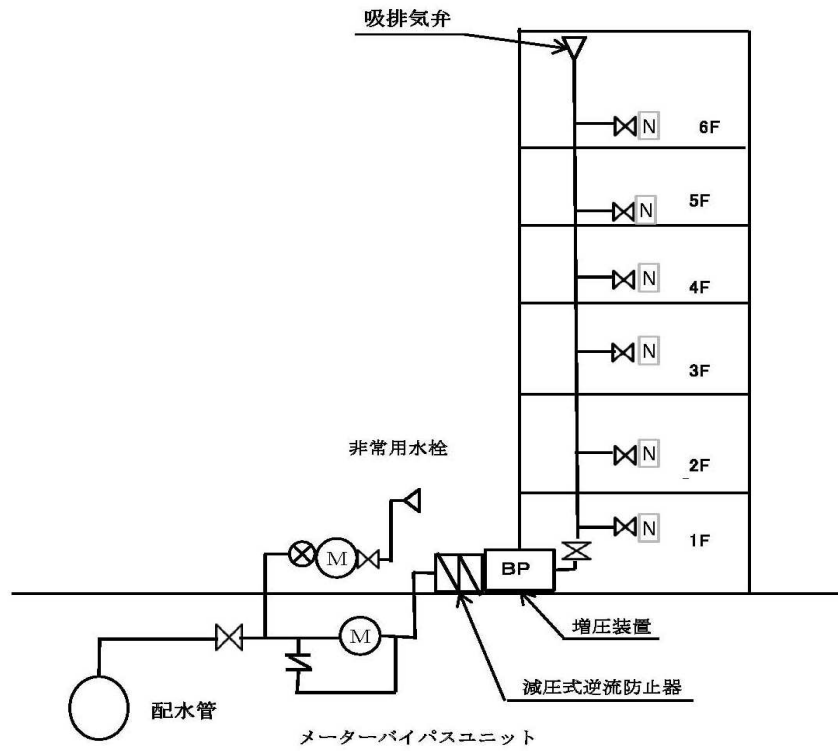 吸排気弁
N 6F
N 5F
N 4F
N 3F
非常用水栓
N 2F
N 1F
M
BP
M
増圧装置
減圧式逆流防止器
配水管
メーターバイパスユニット